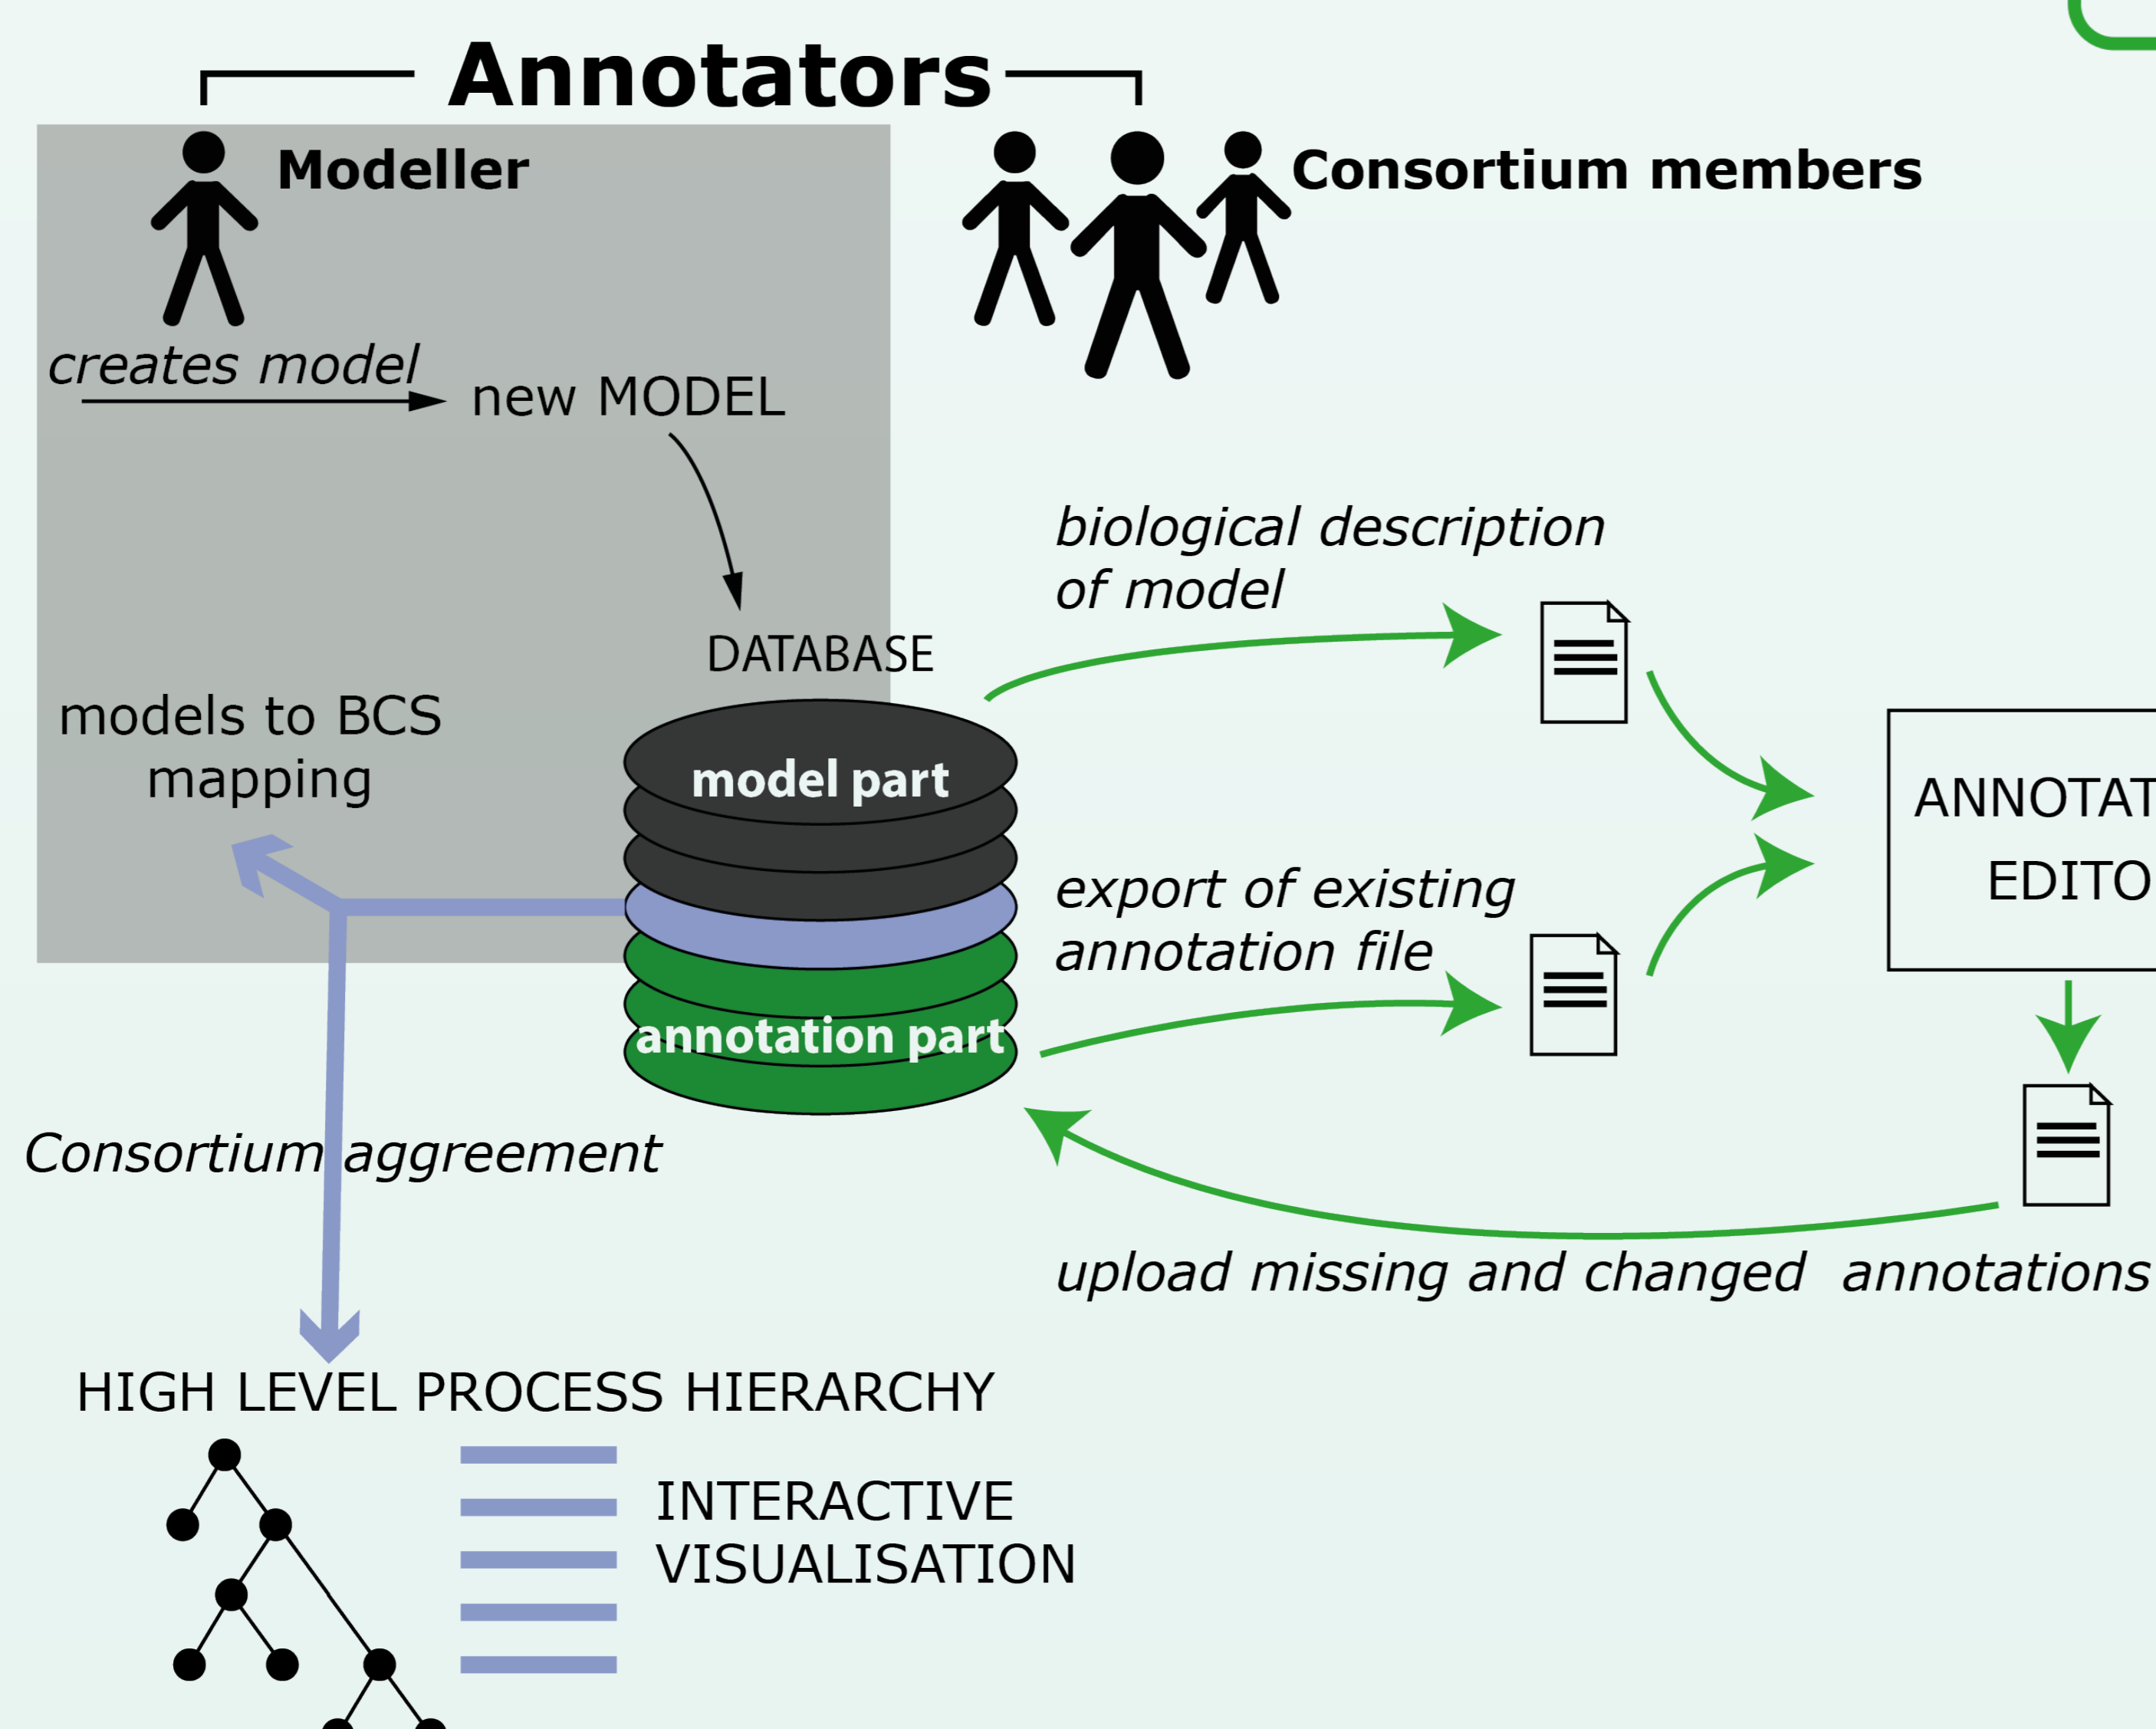 Annotators
Modeller
Consortium members
creates model
new MODEL
biological description
of model
DATABASE
models to BCS
mapping
model part
ANNOTAT
EDITO
export of existing
annotation file
annotation part
Consortium aggreement
upload missing and changed annotations
HIGH LEVEL PROCESS HIERARCHY
INTERACTIVE
VISUALISATION